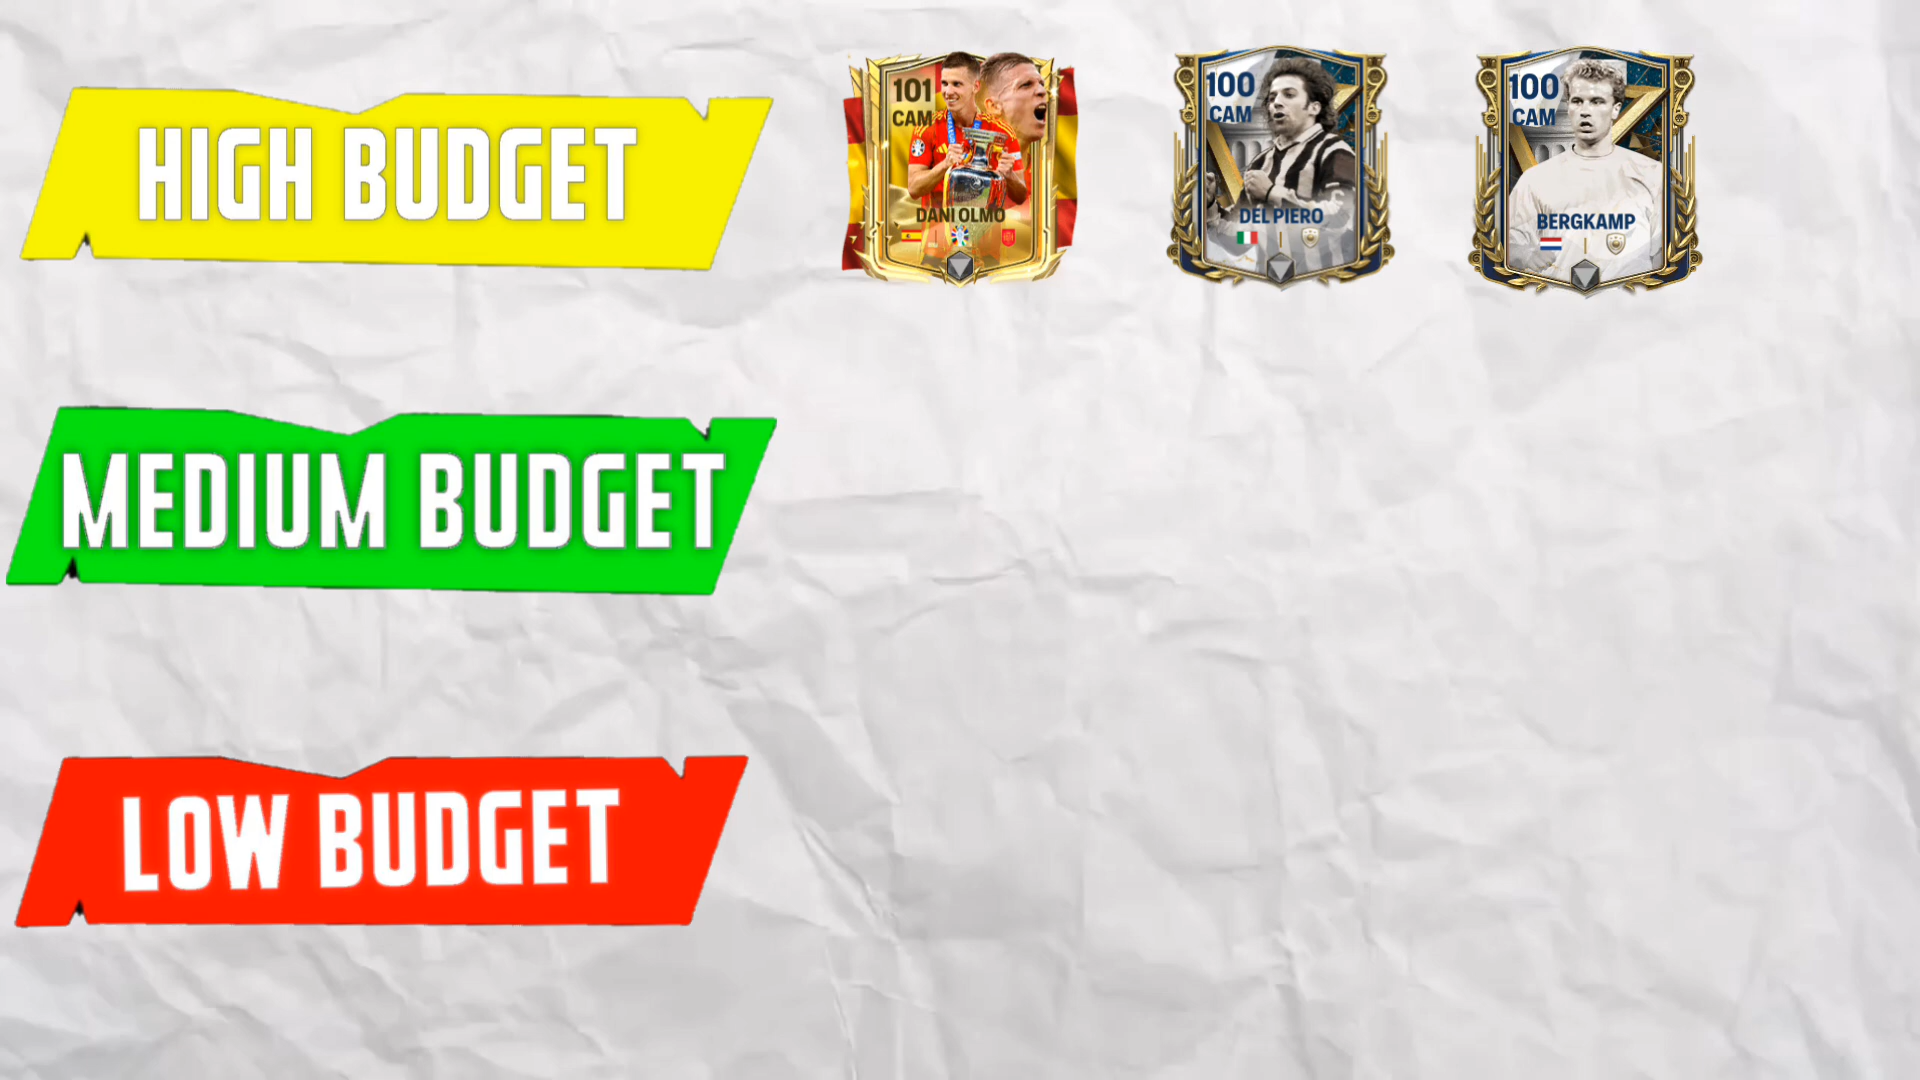 HIGH BUDGET
101
CAM
DANI OLMO
100
CAM
DEL PIERO
100
CAM
BERGKAMP
MEDIUM BUDGET
LOW BUDGET